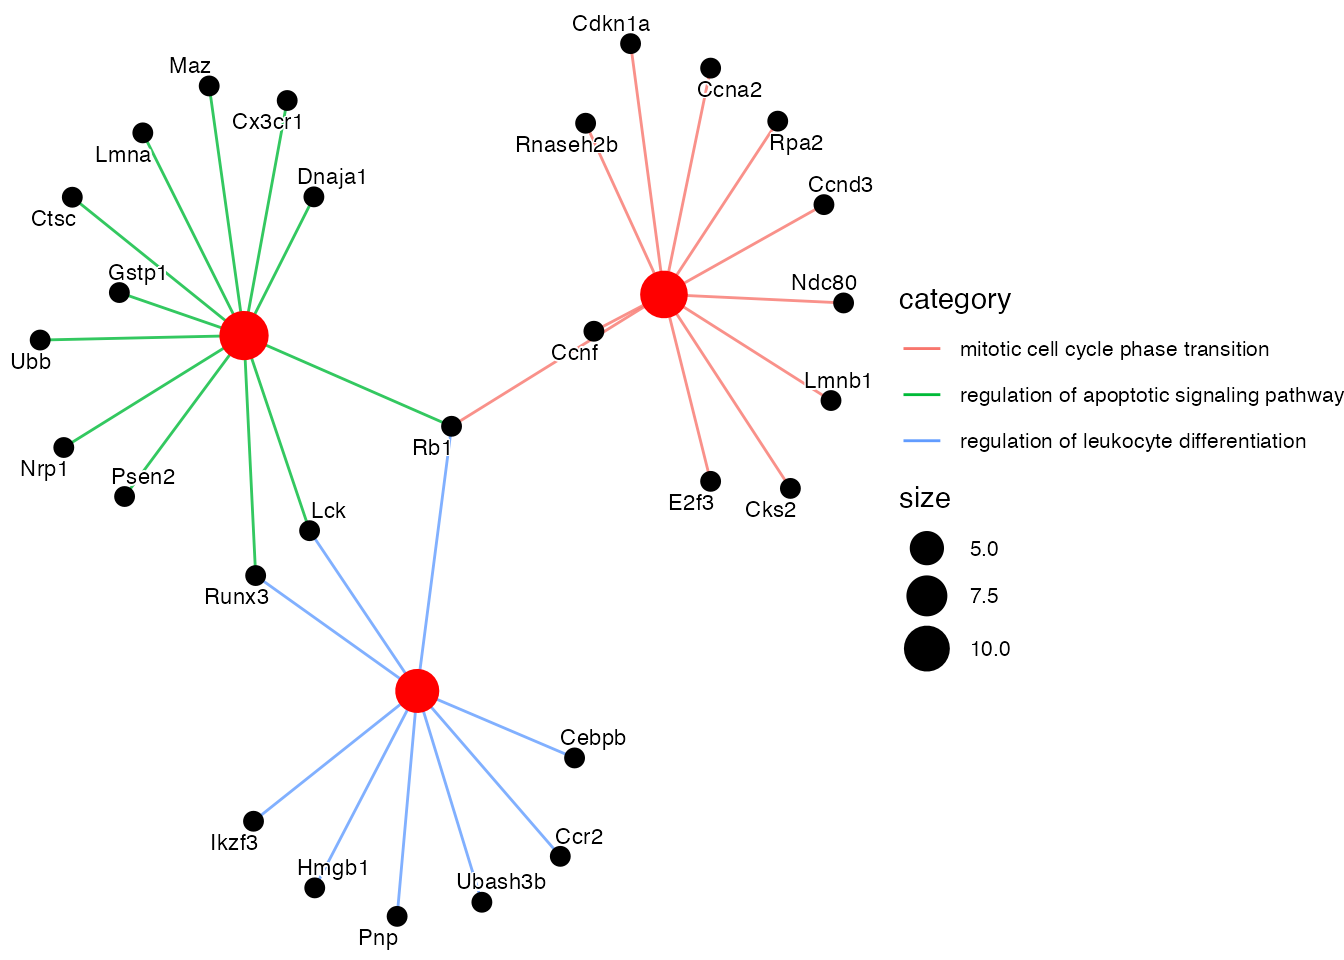 Cdkn1a
Maz
Ccna2
Cx3cr1
Rnaseh2b
Rpa2
Lmna
Dnaja1
Ccnd3
Ctsc
Gstp1
Ndc80
category
mitotic cell cycle phase transition
Ccnf
Ubb
Lmnb1
regulation of apoptotic signaling pathway
regulation of leukocyte differentiation
Rb1
Nrp1
Psen2
size
E2f3
Cks2
Lck
5.0
7.5
Runx3
10.0
Cebpb
Ccr2
Ikzf3
Hmgb1
Ubash3b
Pnp